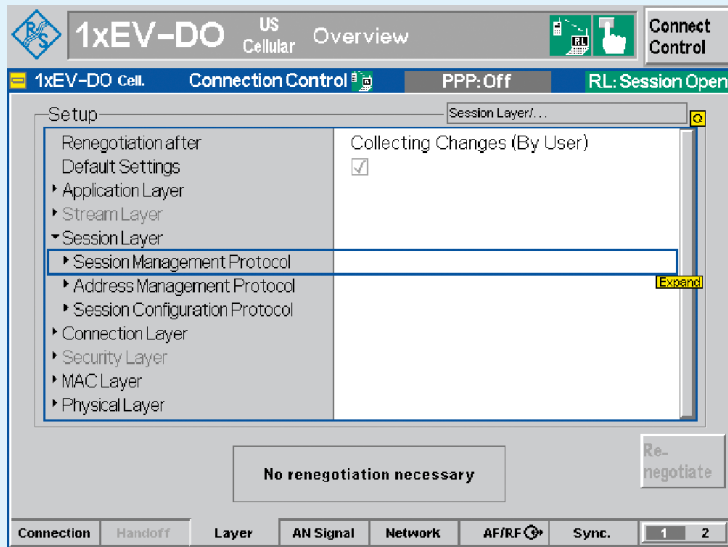 R&S 1xEV-DO US Cellular Overview Connect Control
1xEV-DO Cell. Connection Control PPP: Off RL: Session Open
RL
Setup
Session Layer/...
Renegotiation after Collecting Changes (By User)
Default Settings
Application Layer
Stream Layer
Session Layer
Session Management Protocol
Expand
Address Management Protocol
Session Configuration Protocol
Connection Layer
Security Layer
MAC Layer
Physical Layer
No renegotiation necessary
Re-
negotiate
Connection Handoff Layer AN Signal Network AF/RF Sync. 1 2